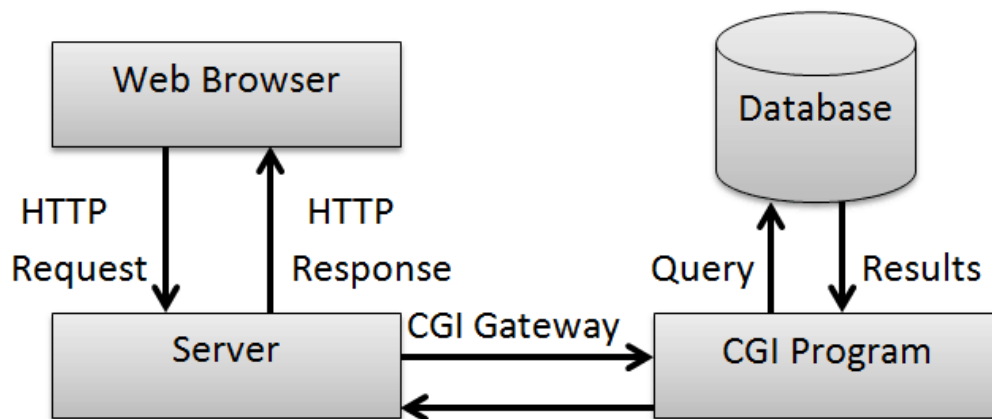 Web Browser
Database
HTTP
Request
HTTP
Response
Query
Results
Server
CGI Gateway
CGI Program